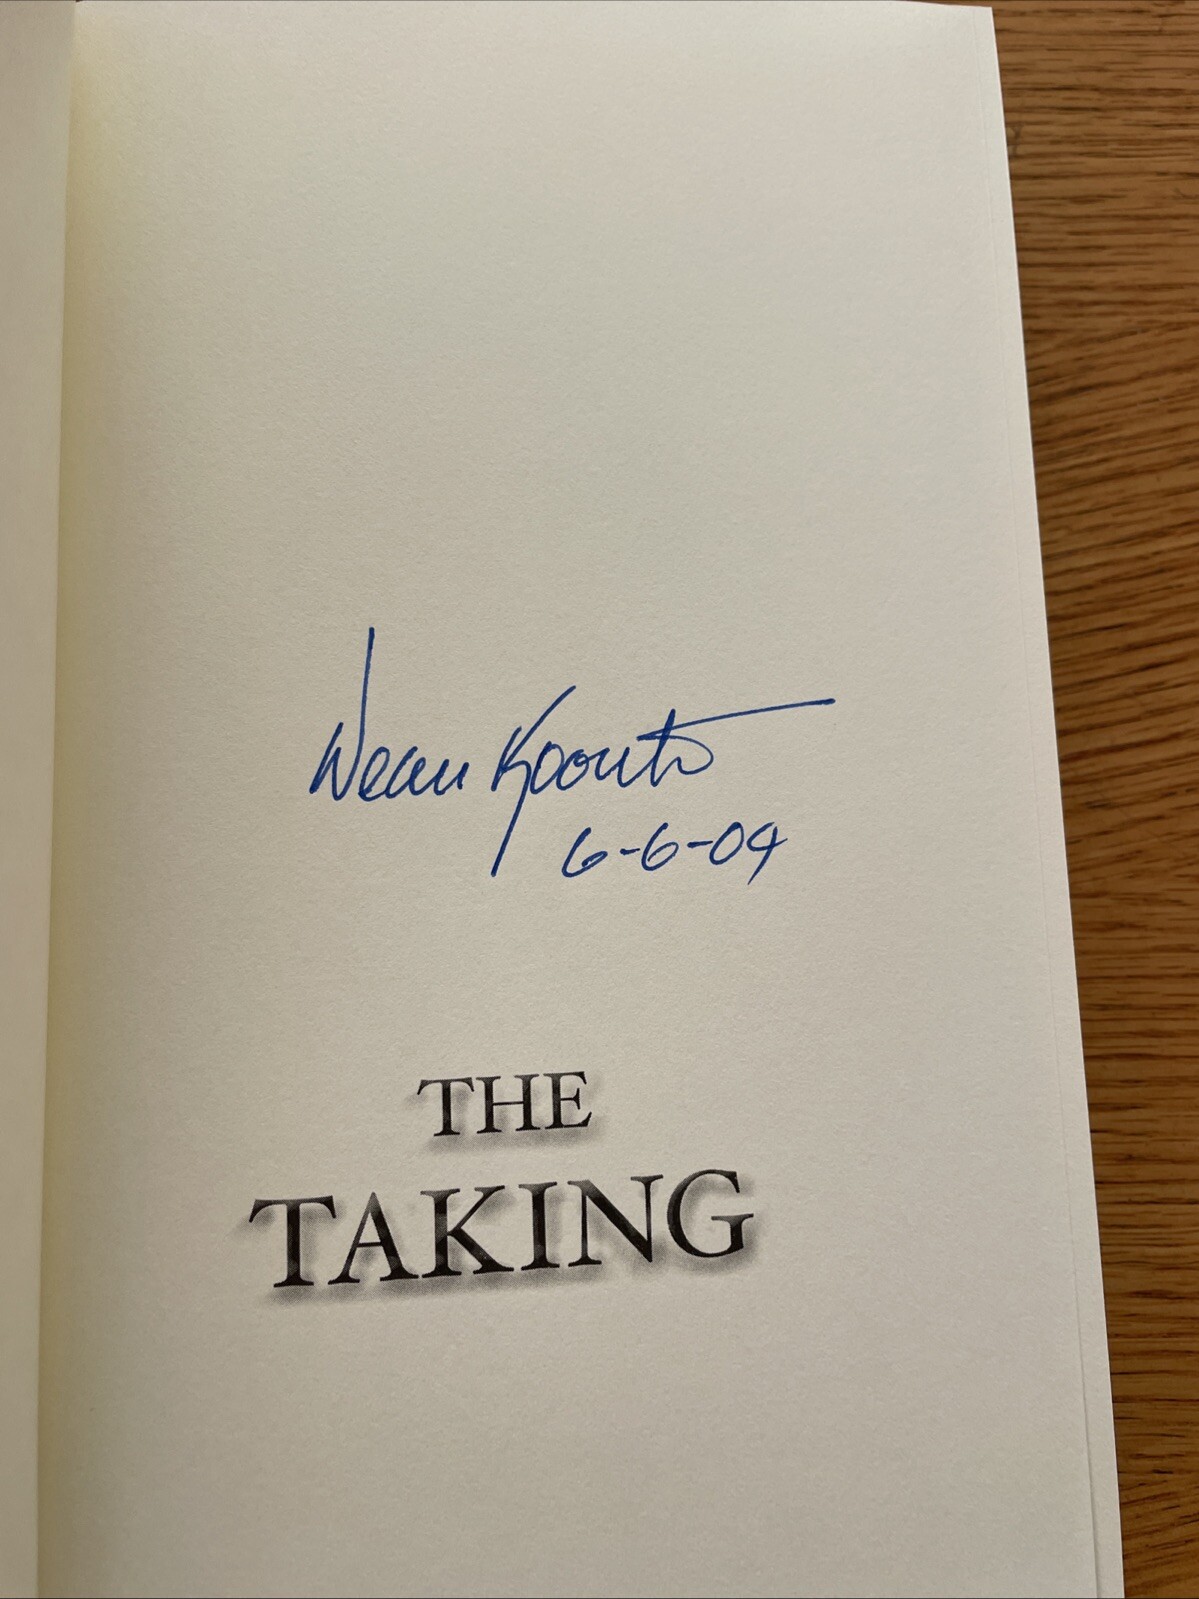 Dean Koontz
6-6-04
THE
TAKING